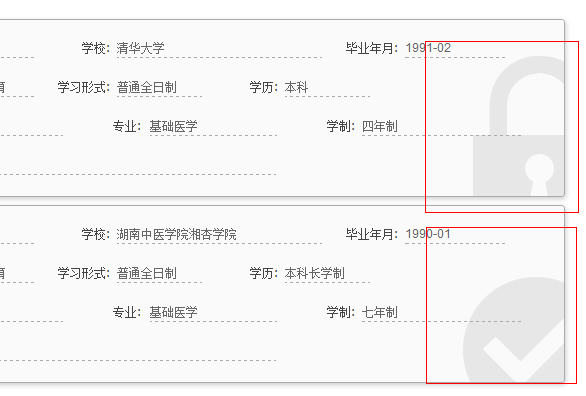 学校：清华大学 毕业年月：1991-02
育 学习形式：普通全日制 学历：本科
专业：基础医学 学制：四年制
学校：湖南中医学院湘杏学院 毕业年月：1990-01
育 学习形式：普通全日制 学历：本科长学制
专业：基础医学 学制：七年制